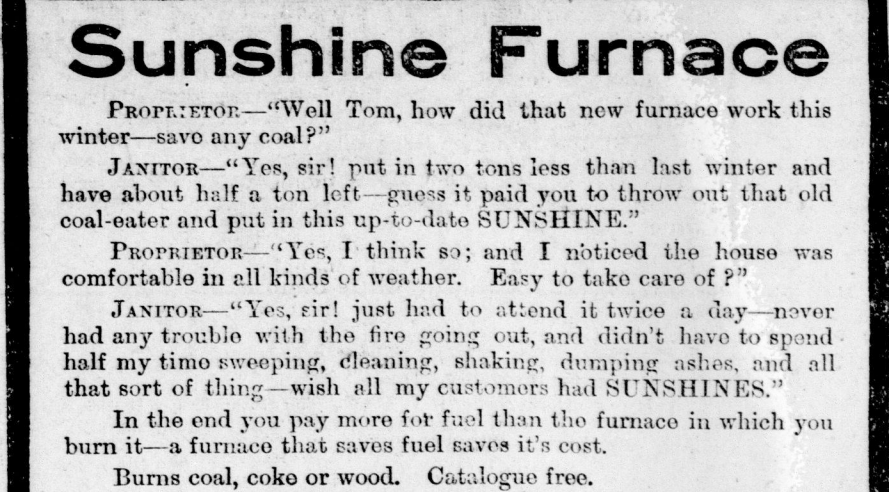 Sunshine Furnace
PROPRIETOR—“Well Tom, how did that new furnace work this
winter—save any coal?”
JANITOR—“Yes, sir! put in two tons less than last winter and
have about half a ton left—guess it paid you to throw out that old
coal-eater and put in this up-to-date SUNSHINE.”
PROPRIETOR—“Yes, I think so; and I noticed the house was
comfortable in all kinds of weather. Easy to take care of ?”
JANITOR—“Yes, sir! just had to attend it twice a day—never
had any trouble with the fire going out, and didn’t have to spend
half my time sweeping, cleaning, shaking, dumping ashes, and all
that sort of thing—wish all my customers had SUNSHINES.”
In the end you pay more for fuel than the furnace in which you
burn it—a furnace that saves fuel saves it’s cost.
Burns coal, coke or wood. Catalogue free.